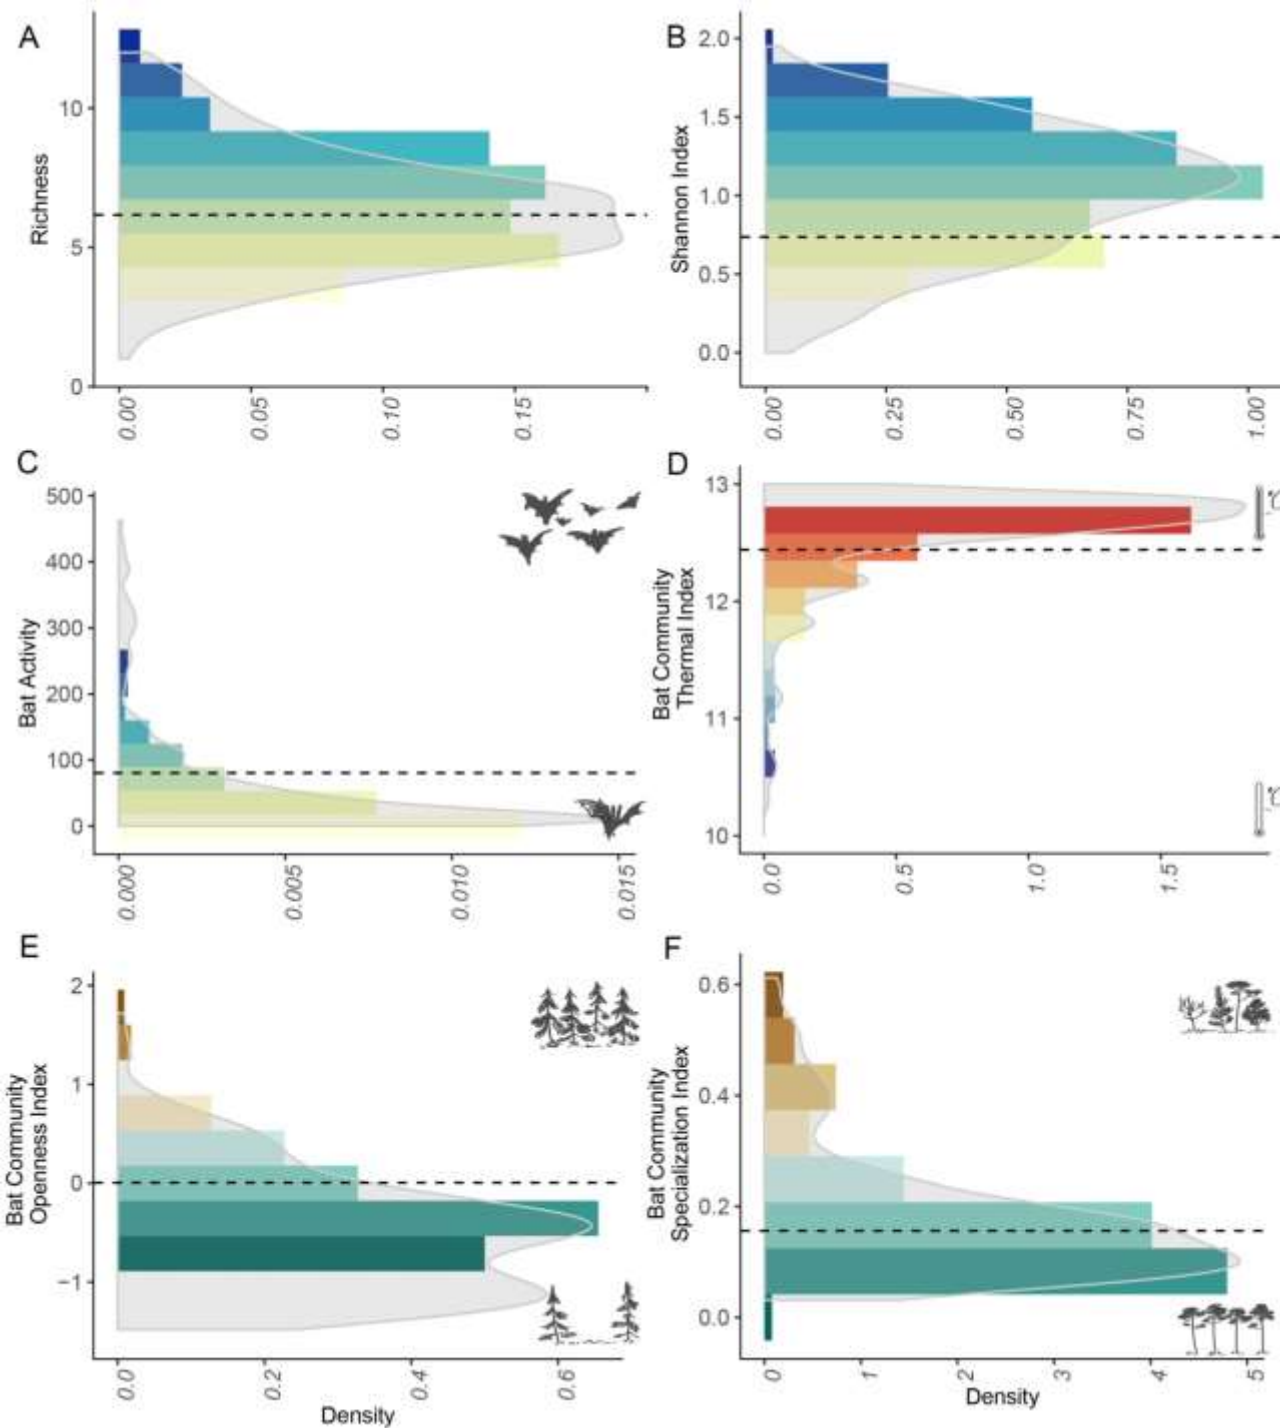 A
Richness
10
5
0
0.00
0.05
0.10
0.15
B
Shannon Index
2.0
1.5
1.0
0.5
0.0
0.00
0.25
0.50
0.75
1.00
C
Bat Activity
500
400
300
200
100
0
0.000
0.005
0.010
0.015
D
Bat Community
Thermal Index
13
12
11
10
0.0
0.5
1.0
1.5
°C
°C
E
Bat Community
Openness Index
2
1
0
−1
0.0
0.2
0.4
0.6
Density
F
Bat Community
Specialization Index
0.6
0.4
0.2
0.0
0
1
2
3
4
5
Density